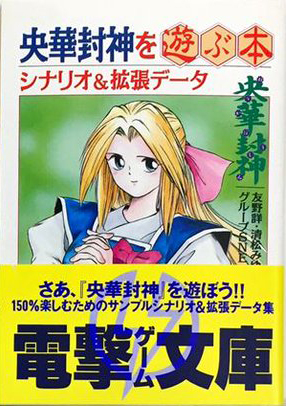 央華封神を遊ぶ本
シナリオ&拡張データ
央華封神
友野詳・清松みゆ
グループSNE
さあ、『央華封神』を遊ぼう!!
150%楽しむためのサンプルシナリオ&拡張データ集
電撃ゲーム文庫